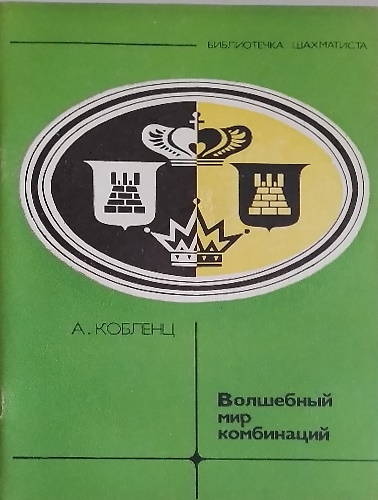 БИБЛИОТЕЧКА ШАХМАТИСТА
А. КОБЛЕНЦ
Волшебный
мир
комбинаций